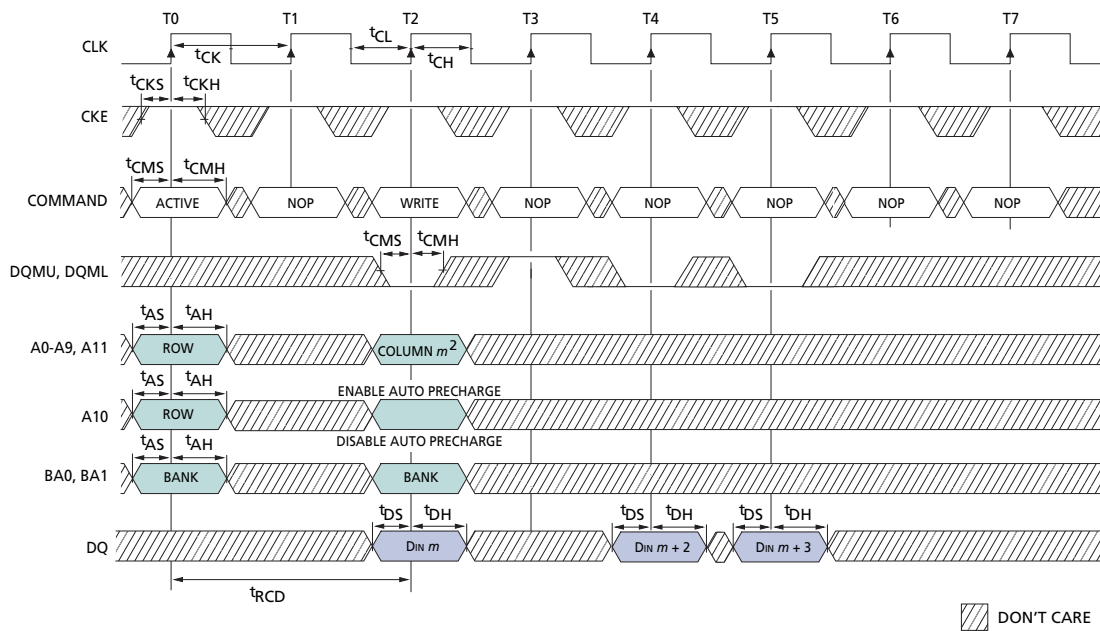 T0 T1 T2 T3 T4 T5 T6 T7
CLK
tCK
tCL
tCH
tCKS tCKH
CKE
tCMS tCMH
COMMAND
ACTIVE NOP WRITE NOP NOP NOP NOP NOP
tCMS tCMH
DQMU, DQML
tAS tAH
A0-A9, A11
ROW COLUMN m2
tAS tAH
ENABLE AUTO PRECHARGE
A10
ROW
tAS tAH
DISABLE AUTO PRECHARGE
BA0, BA1
BANK BANK
tDS tDH tDS tDH tDS tDH
DQ
DIN m DIN m + 2 DIN m + 3
tRCD
DON'T CARE